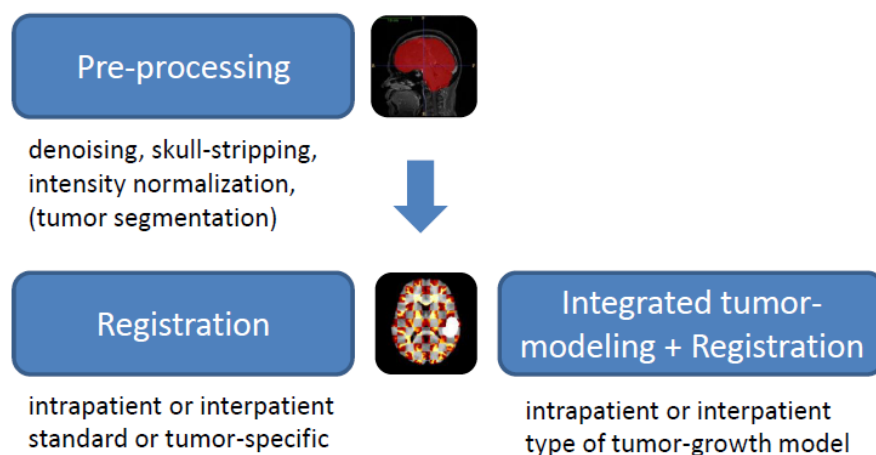 Pre-processing
denoising, skull-stripping,
intensity normalization,
(tumor segmentation)
Registration
intrapatient or interpatient
standard or tumor-specific
Integrated tumor-
modeling + Registration
intrapatient or interpatient
type of tumor-growth model